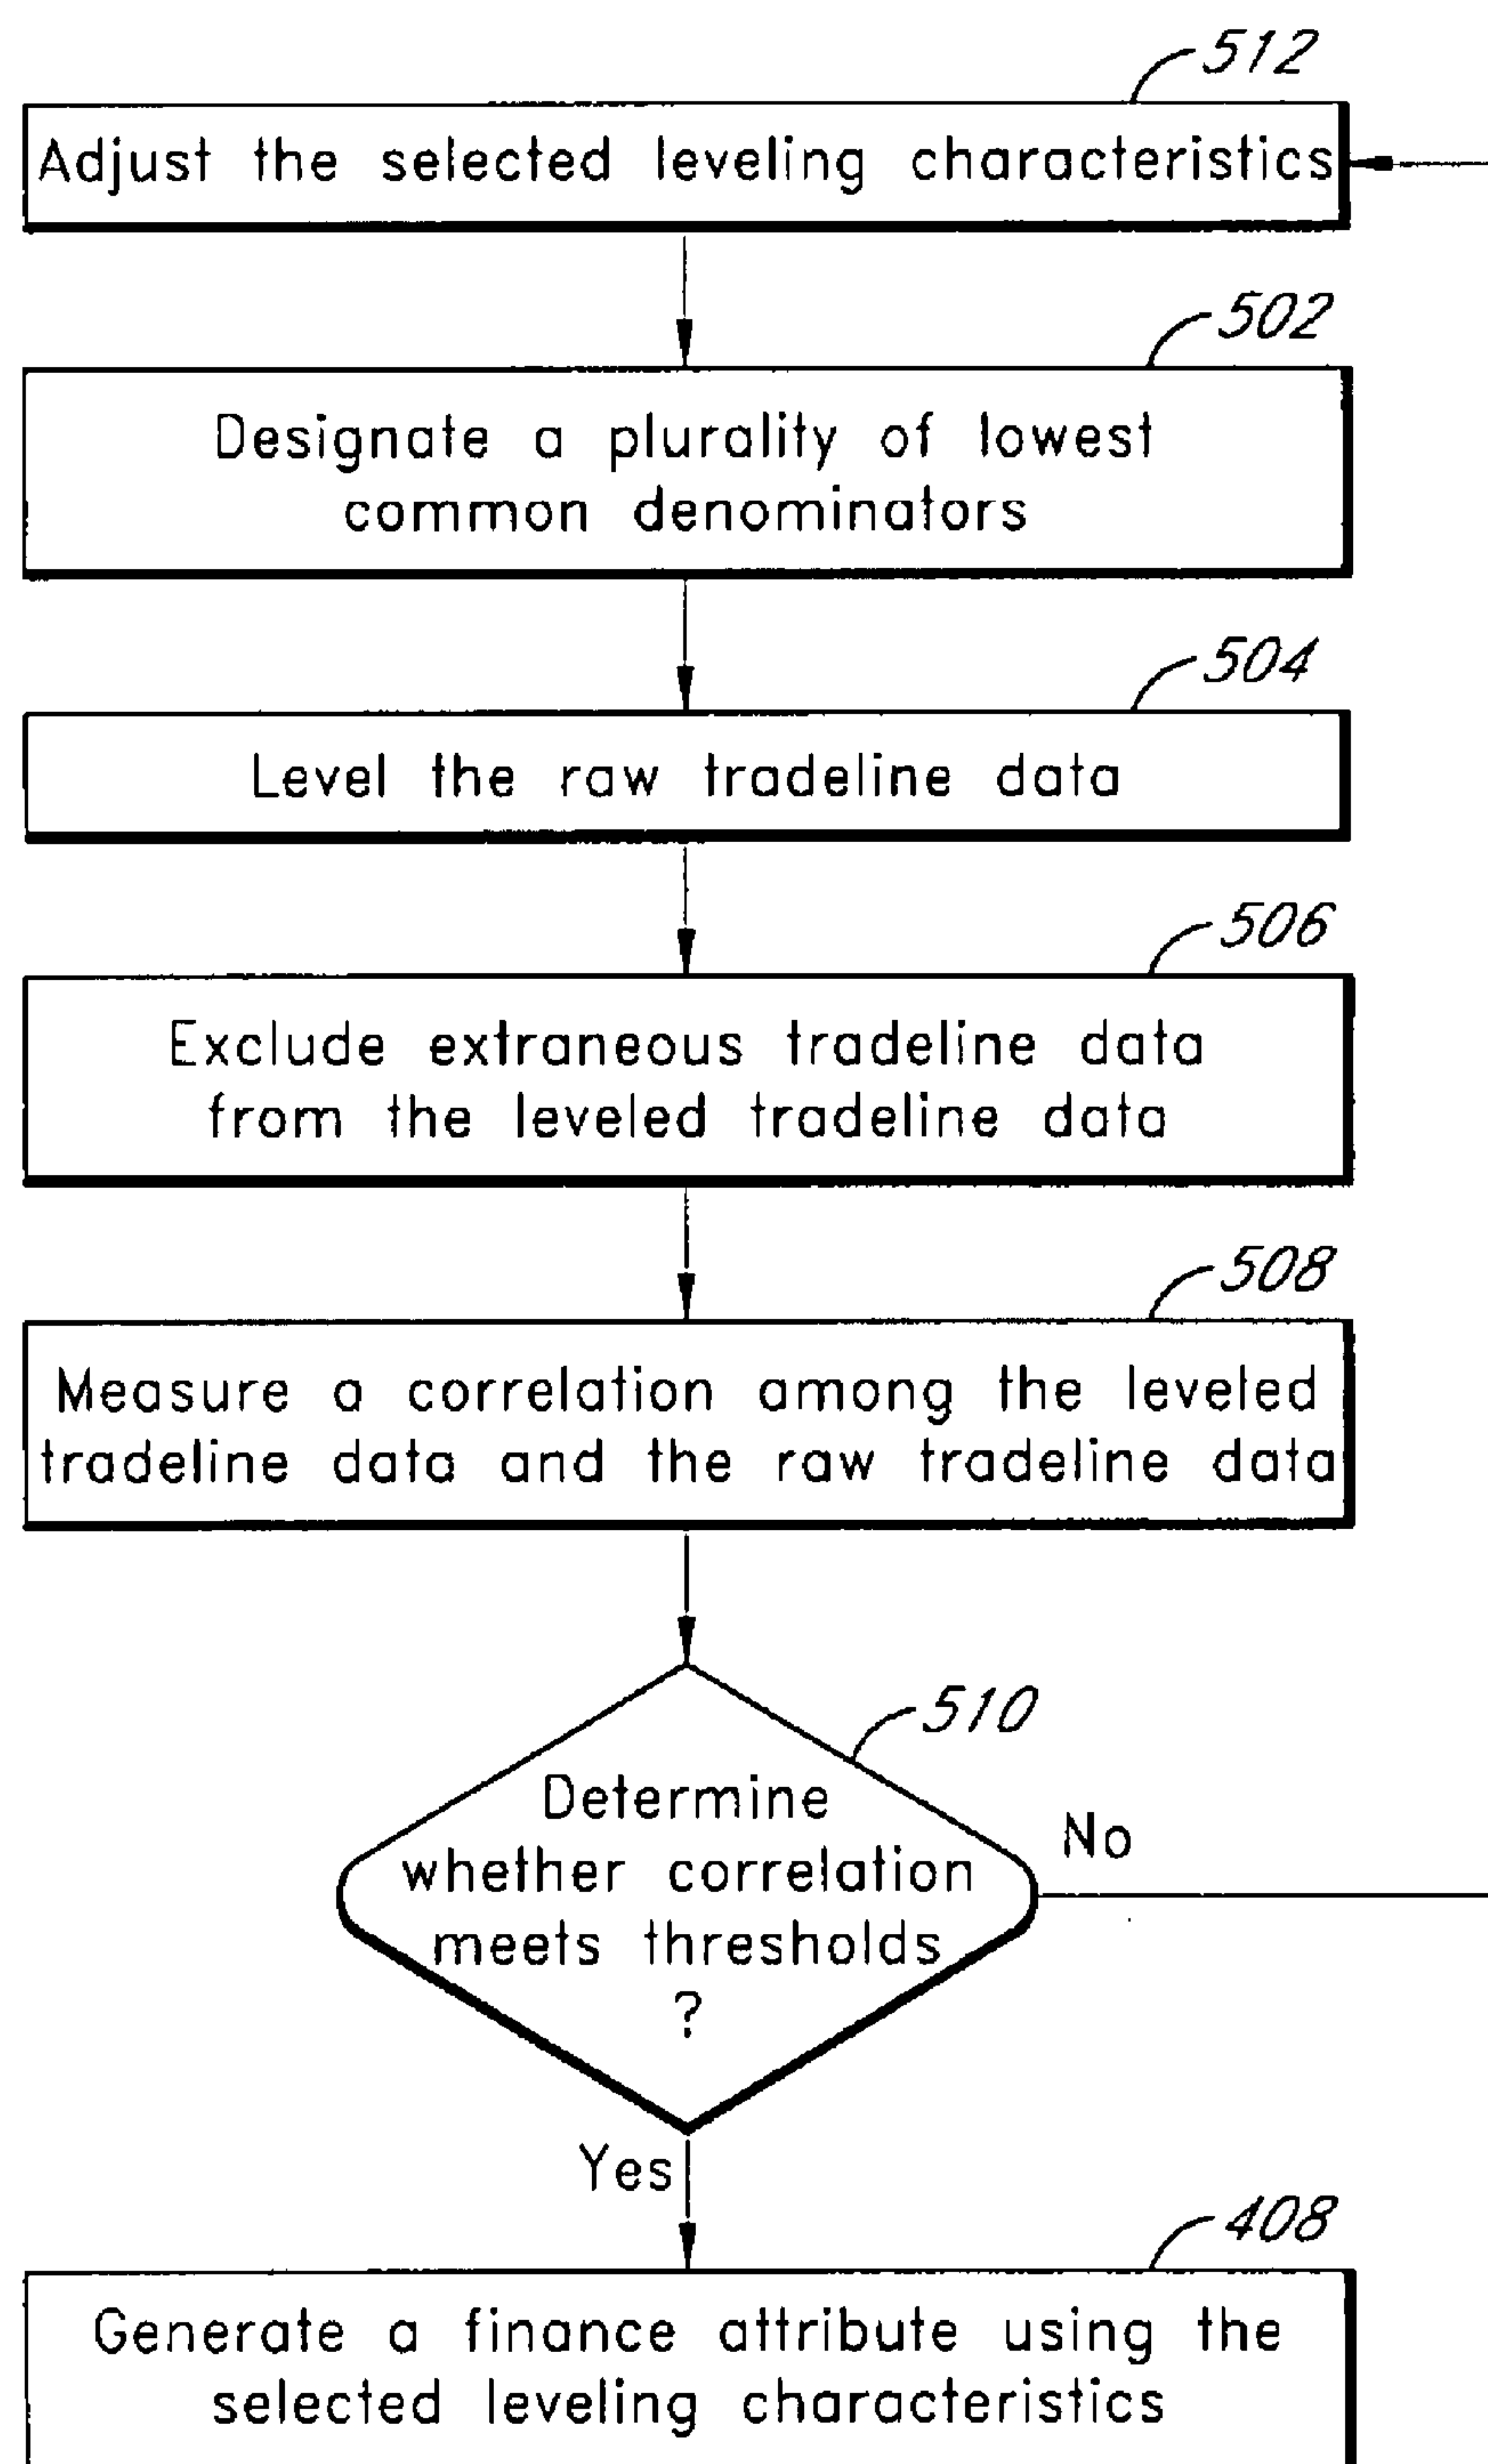 512
Adjust the selected leveling characteristics
502
Designate a plurality of lowest
common denominators
504
Level the raw tradeline data
506
Exclude extraneous tradeline data
from the leveled tradeline data
508
Measure a correlation among the leveled
tradeline data and the raw tradeline data
510
Determine
whether correlation
meets thresholds
?
No
Yes
408
Generate a finance attribute using the
selected leveling characteristics